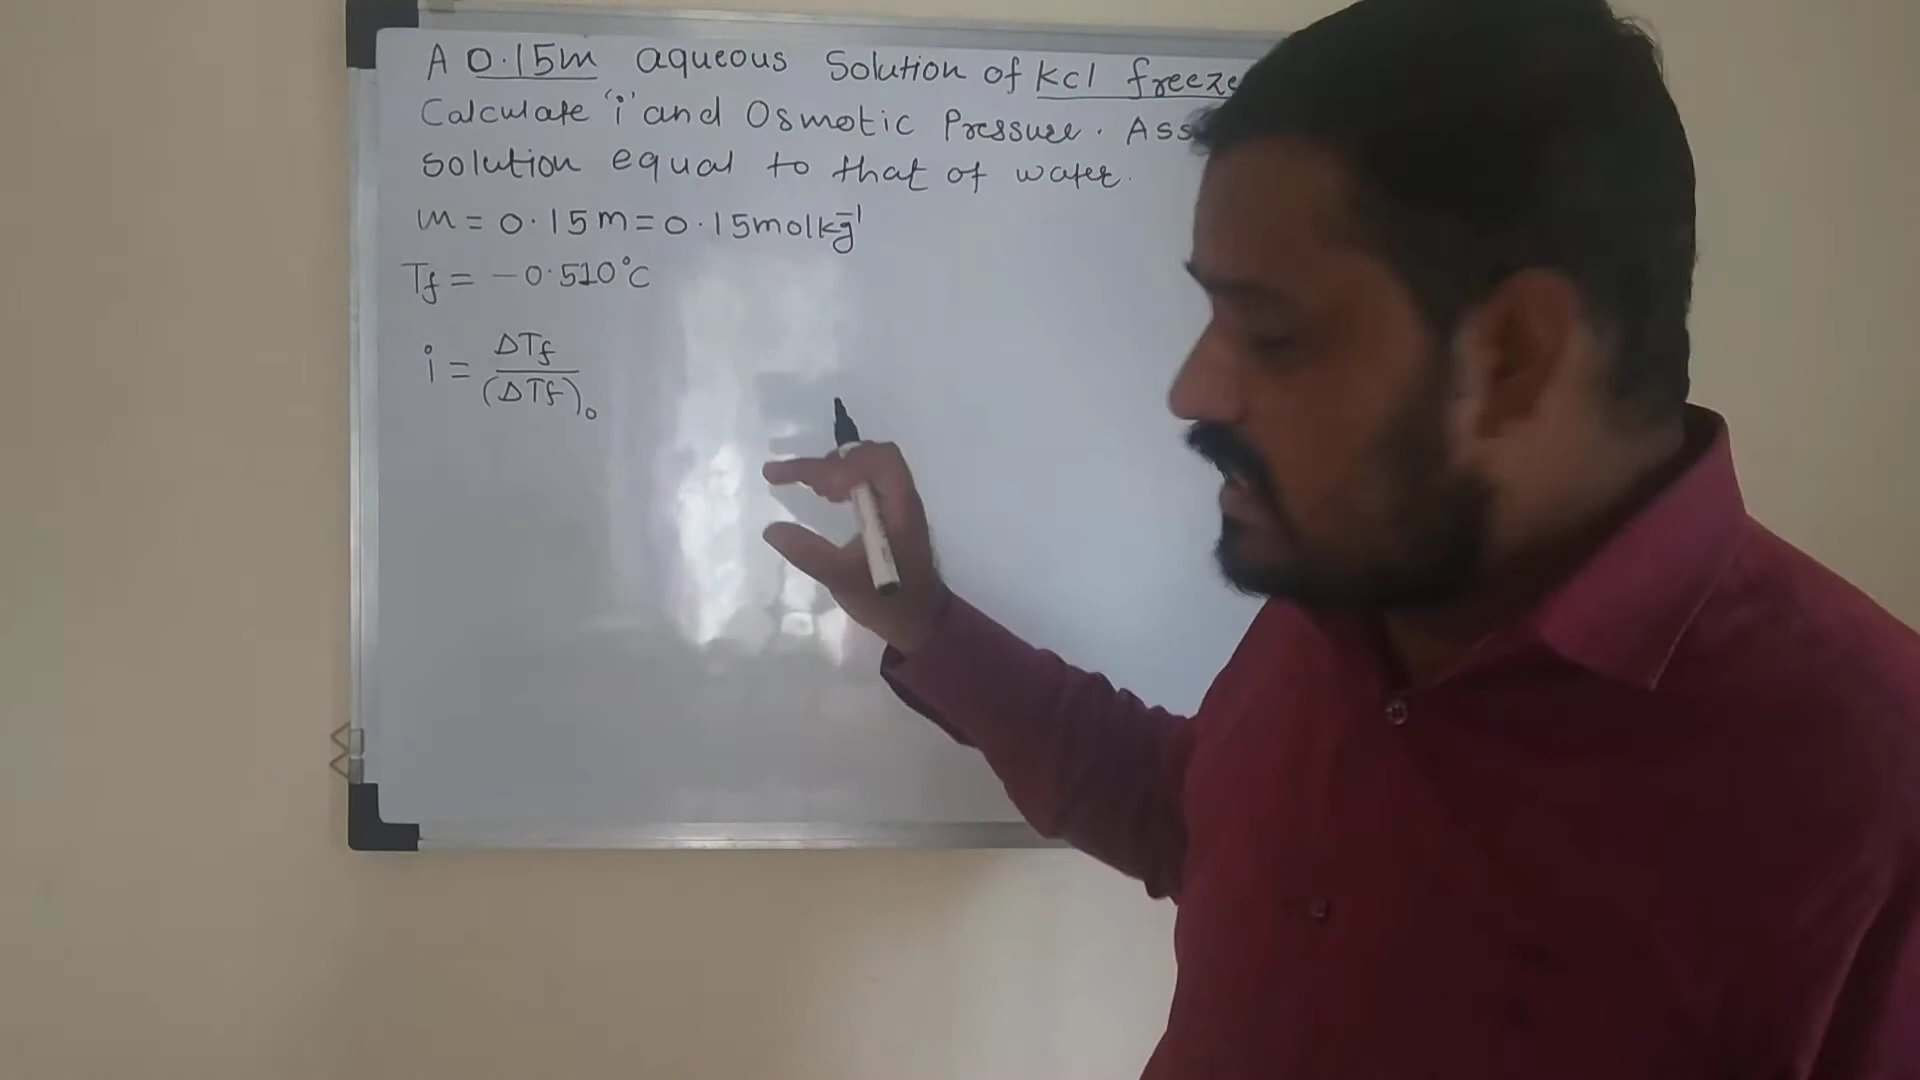 A 0.15m aqueous Solution of kcl freeze
Calculate 'i' and Osmotic Pressure. Ass
Solution equal to that of water.
m = 0.15m = 0.15molkg⁻¹
Tf = -0.510°C
i = ΔTf / (ΔTf)₀